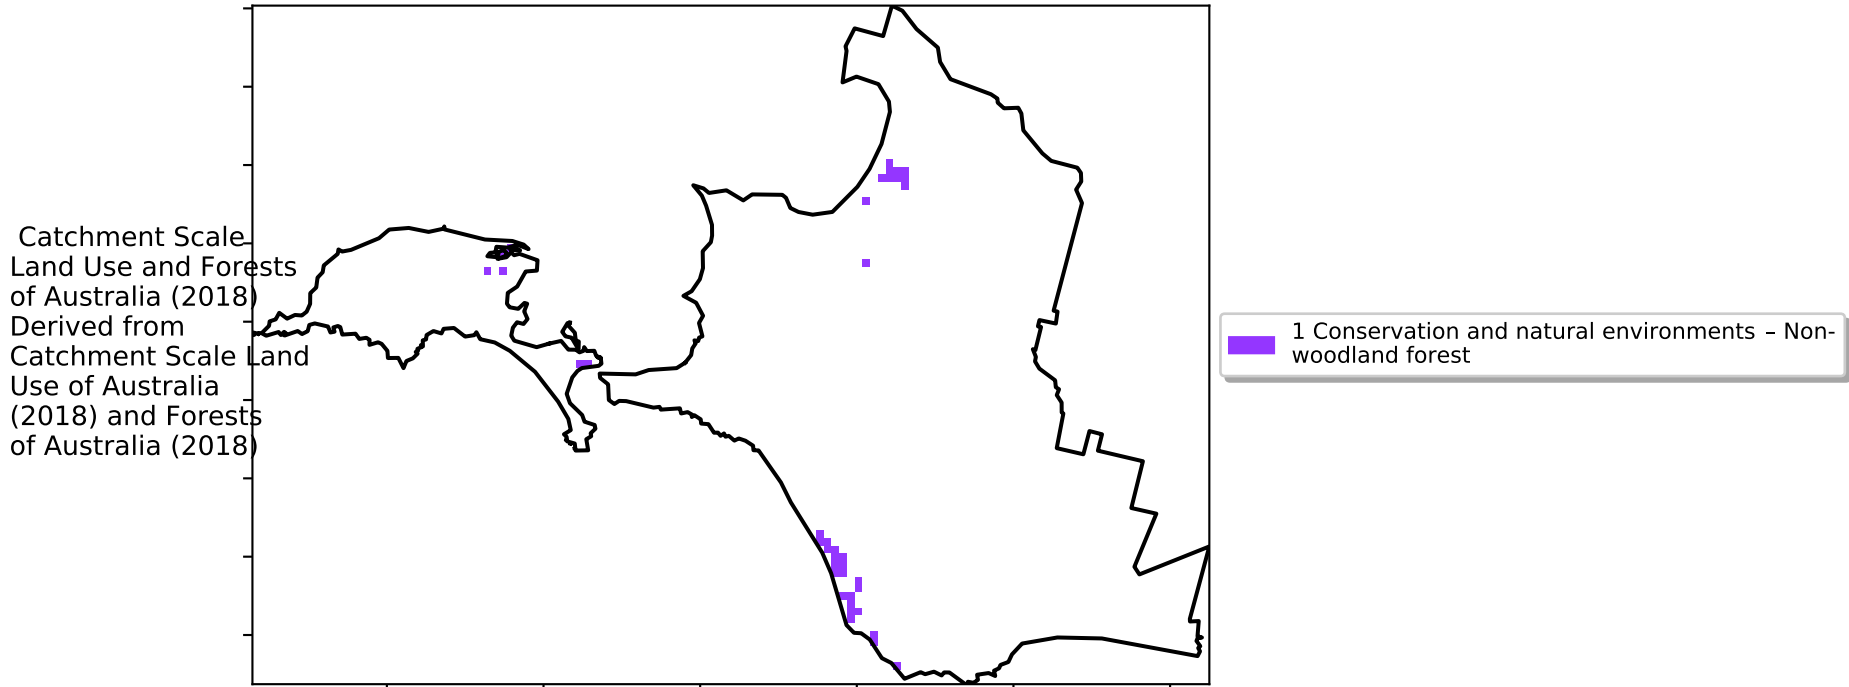 Catchment Scale
Land Use and Forests
of Australia (2018)
Derived from
Catchment Scale Land
Use of Australia
(2018) and Forests
of Australia (2018)
1 Conservation and natural environments – Non-
woodland forest